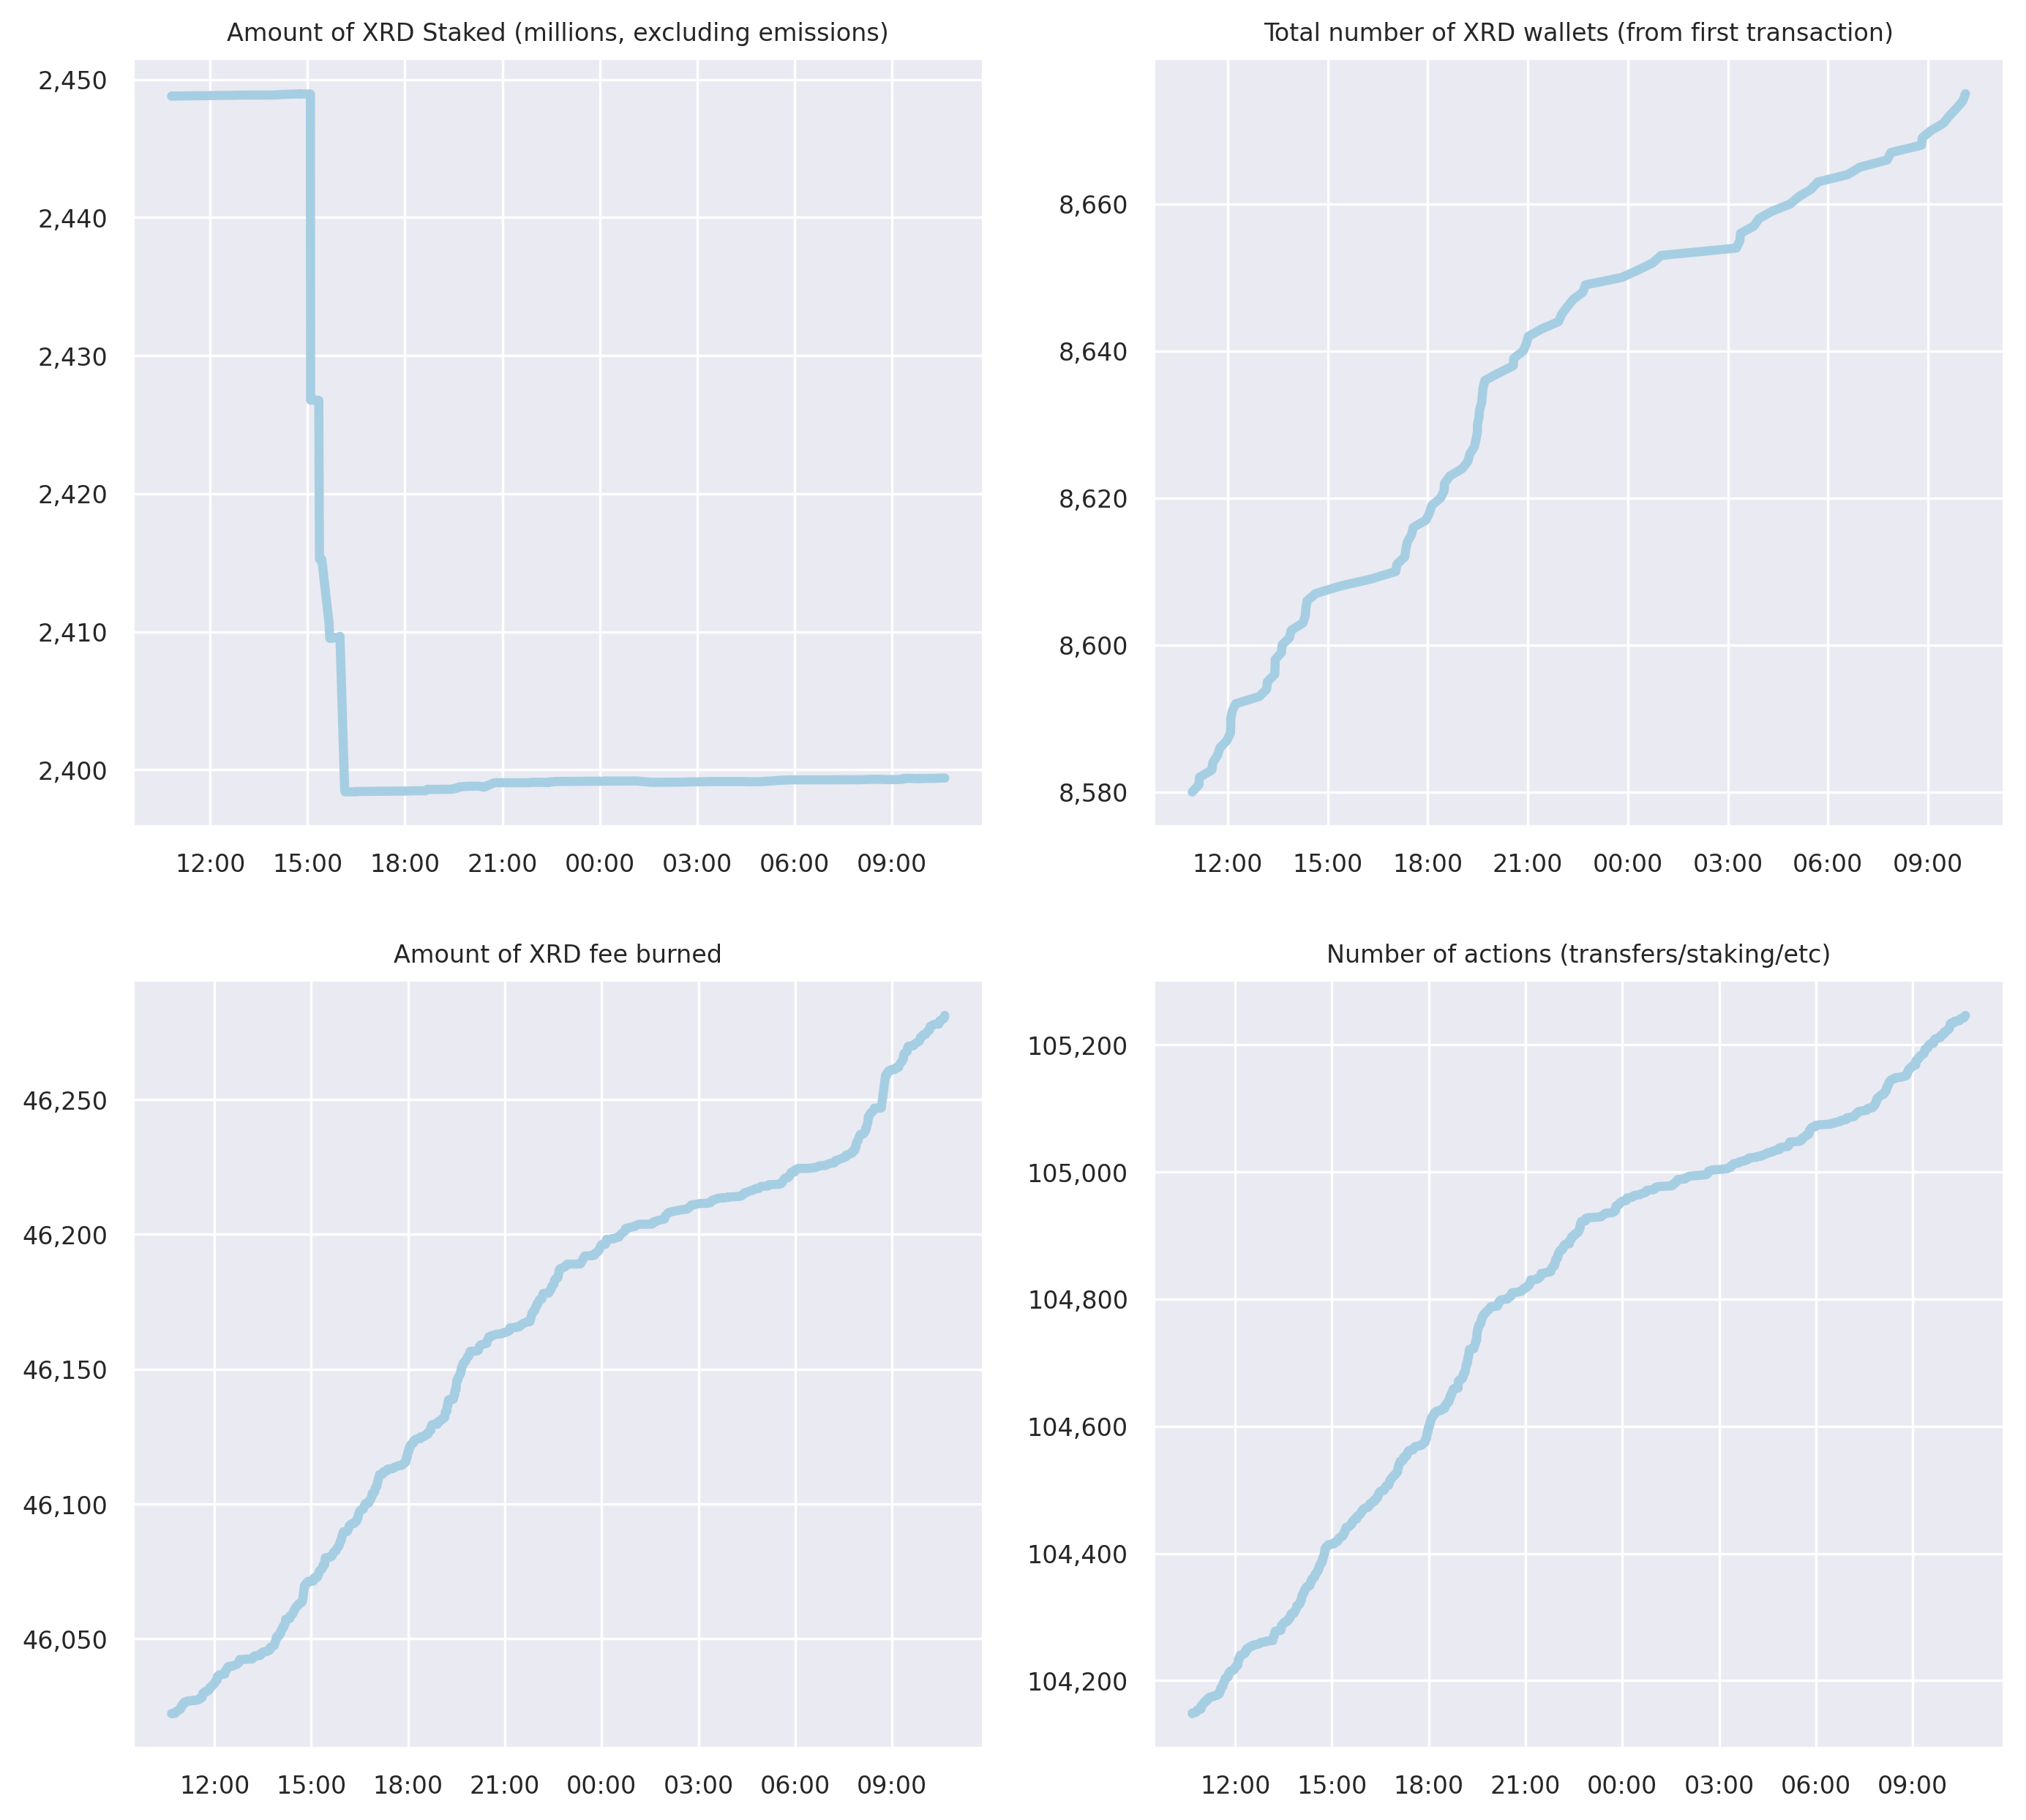 Amount of XRD Staked (millions, excluding emissions)
2,450
2,440
2,430
2,420
2,410
2,400
12:00 15:00 18:00 21:00 00:00 03:00 06:00 09:00
Total number of XRD wallets (from first transaction)
8,660
8,640
8,620
8,600
8,580
12:00 15:00 18:00 21:00 00:00 03:00 06:00 09:00
Amount of XRD fee burned
46,250
46,200
46,150
46,100
46,050
12:00 15:00 18:00 21:00 00:00 03:00 06:00 09:00
Number of actions (transfers/staking/etc)
105,200
105,000
104,800
104,600
104,400
104,200
12:00 15:00 18:00 21:00 00:00 03:00 06:00 09:00